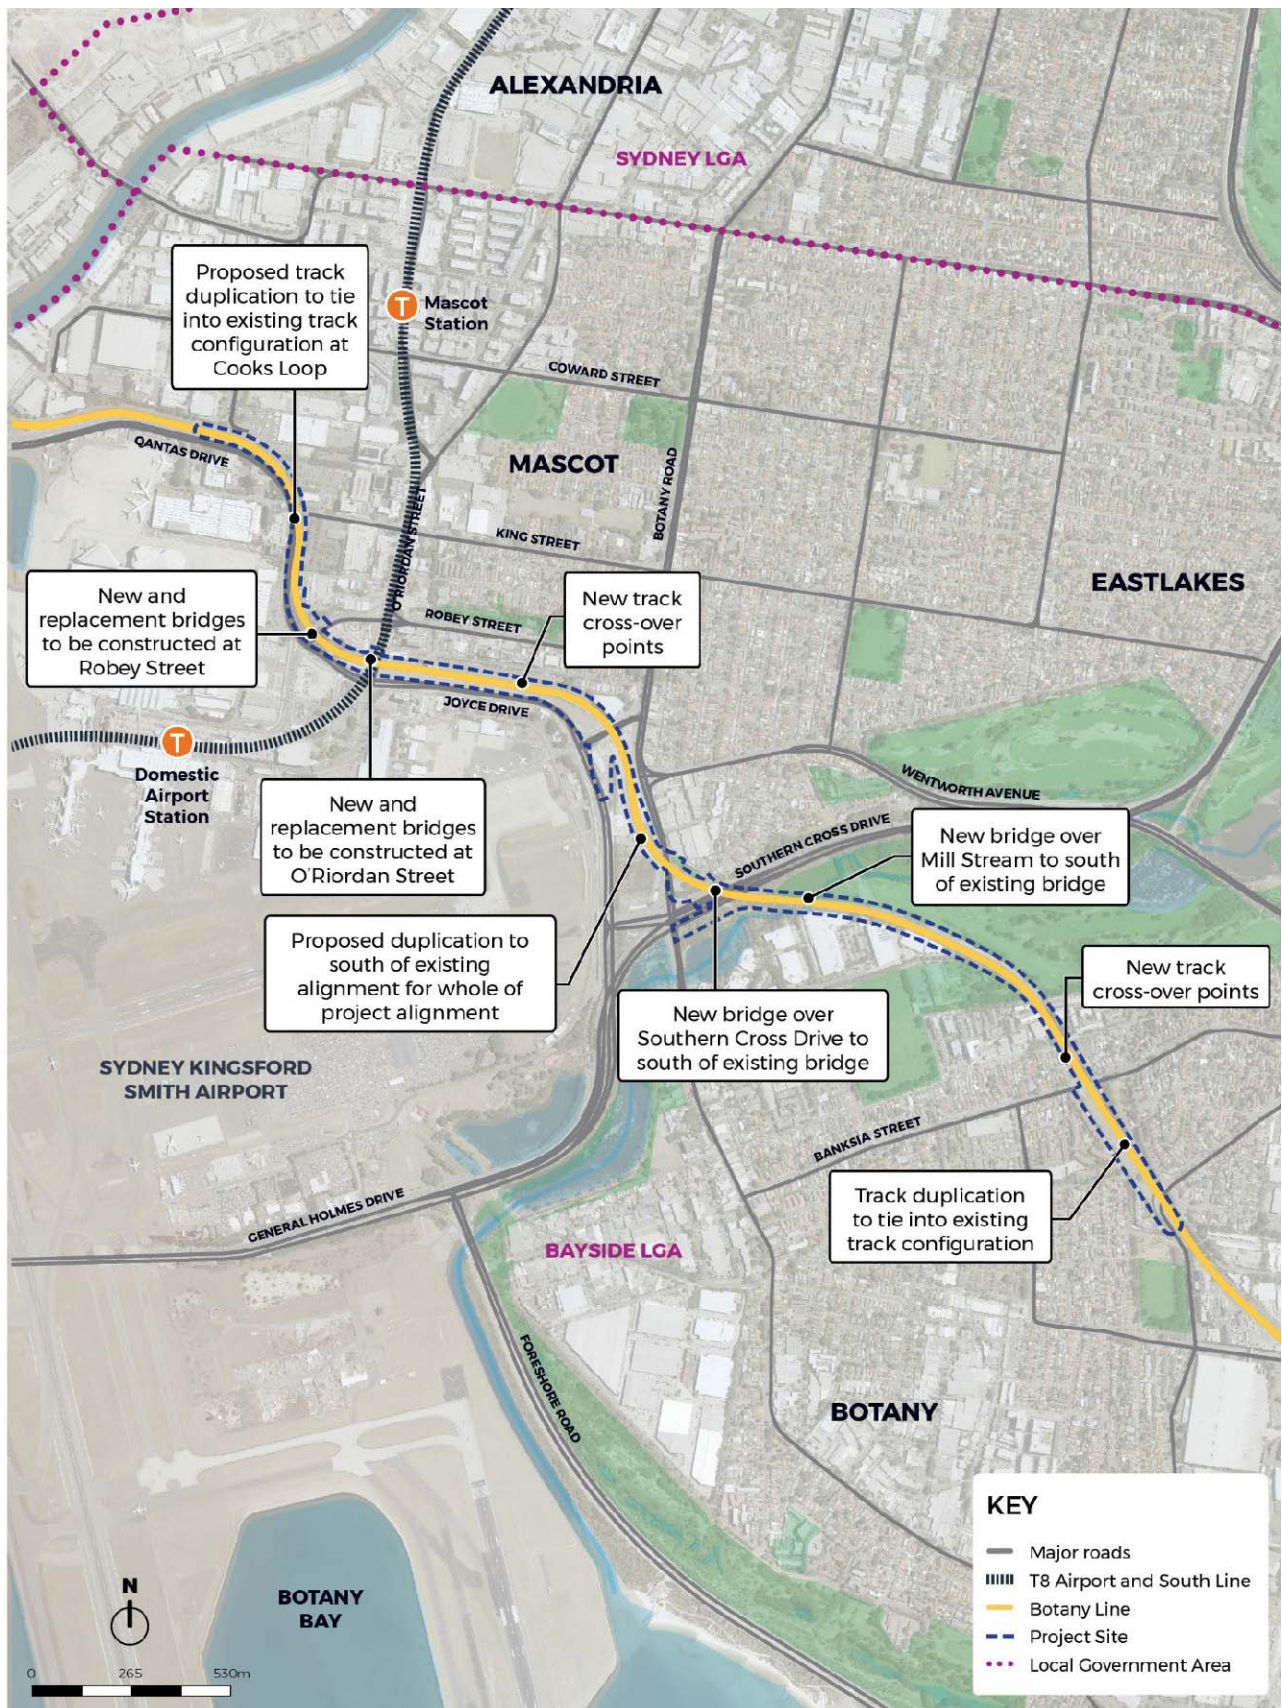 ALEXANDRIA
SYDNEY LGA
Proposed track
duplication to tie
into existing track
configuration at
Cooks Loop
T
Mascot
Station
COWARD STREET
QANTAS DRIVE
MASCOT
BOTANY ROAD
O'RIORDAN STREET
KING STREET
EASTLAKES
New and
replacement bridges
to be constructed at
Robey Street
ROBEY STREET
New track
cross-over
points
JOYCE DRIVE
T
Domestic
Airport
Station
New and
replacement bridges
to be constructed at
O'Riordan Street
WENTWORTH AVENUE
SOUTHERN CROSS DRIVE
New bridge over
Mill Stream to south
of existing bridge
Proposed duplication to
south of existing
alignment for whole of
project alignment
New track
cross-over points
New bridge over
Southern Cross Drive to
south of existing bridge
SYDNEY KINGSFORD
SMITH AIRPORT
BANKSIA STREET
GENERAL HOLMES DRIVE
Track duplication
to tie into existing
track configuration
BAYSIDE LGA
FORESHORE ROAD
BOTANY
BOTANY
BAY
N
0 265 530m
KEY
Major roads
T8 Airport and South Line
Botany Line
Project Site
Local Government Area